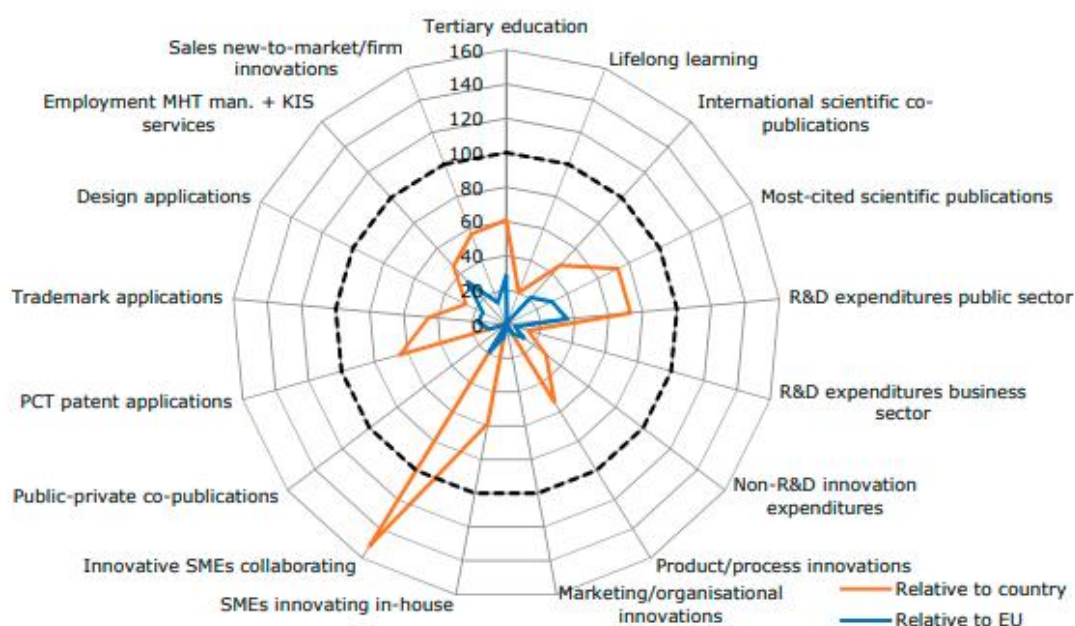 Tertiary education
Sales new-to-market/firm
innovations
Lifelong learning
Employment MHT man. + KIS
services
International scientific co-
publications
Design applications
Most-cited scientific publications
Trademark applications
R&D expenditures public sector
PCT patent applications
R&D expenditures business
sector
Public-private co-publications
Non-R&D innovation
expenditures
Innovative SMEs collaborating
Product/process innovations
SMEs innovating in-house
Marketing/organisational
innovations
160
140
120
100
80
60
40
20
0
Relative to country
Relative to EU